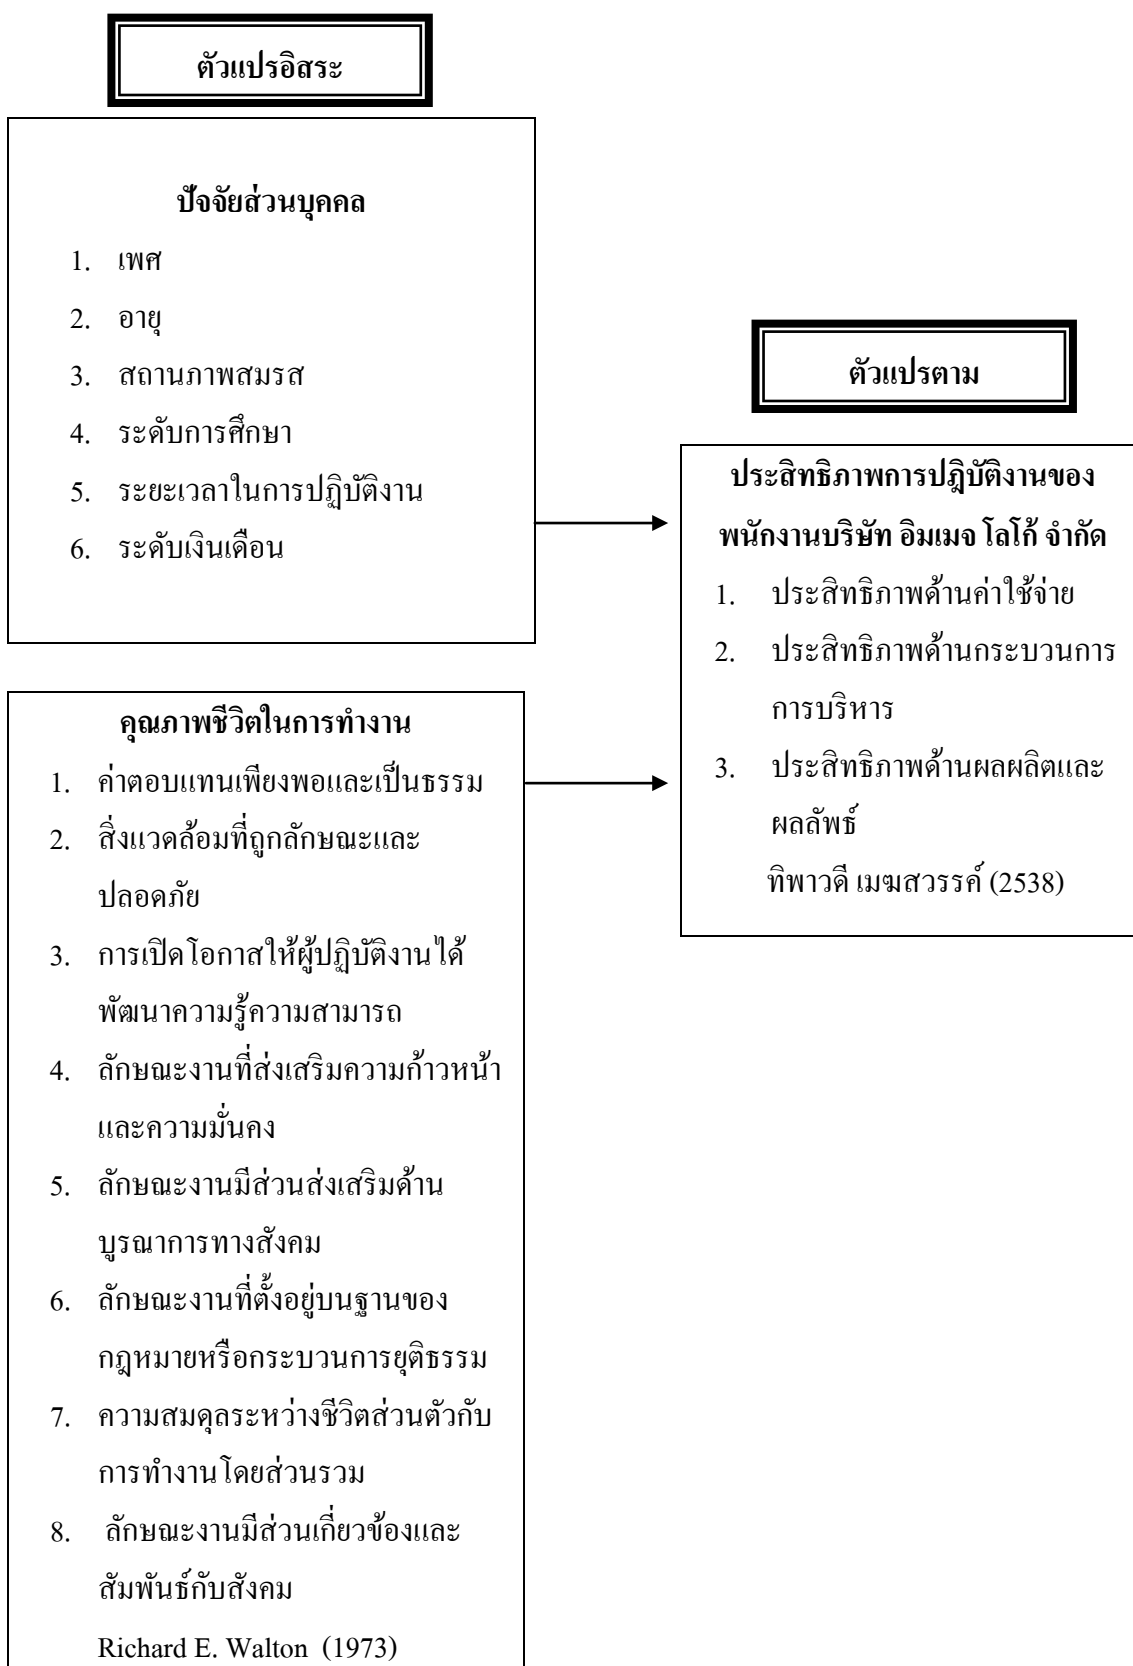 ตัวแปรอิสระ
ปัจจัยส่วนบุคคล
1. เพศ
2. อายุ
3. สถานภาพสมรส
4. ระดับการศึกษา
5. ระยะเวลาในการปฏิบัติงาน
6. ระดับเงินเดือน
คุณภาพชีวิตในการทำงาน
1. ค่าตอบแทนเพียงพอและเป็นธรรม
2. สิ่งแวดล้อมที่ถูกลักษณะและ
ปลอดภัย
3. การเปิดโอกาสให้ผู้ปฏิบัติงานได้
พัฒนาความรู้ความสามารถ
4. ลักษณะงานที่ส่งเสริมความก้าวหน้า
และความมั่นคง
5. ลักษณะงานมีส่วนส่งเสริมด้าน
บูรณาการทางสังคม
6. ลักษณะงานที่ตั้งอยู่บนฐานของ
กฎหมายหรือกระบวนการยุติธรรม
7. ความสมดุลระหว่างชีวิตส่วนตัวกับ
การทำงานโดยส่วนรวม
8. ลักษณะงานมีส่วนเกี่ยวข้องและ
สัมพันธ์กับสังคม
Richard E. Walton (1973)
ตัวแปรตาม
ประสิทธิภาพการปฎิบัติงานของ
พนักงานบริษัท อิมเมจ โลโก้ จำกัด
1. ประสิทธิภาพด้านค่าใช้จ่าย
2. ประสิทธิภาพด้านกระบวนการ
การบริหาร
3. ประสิทธิภาพด้านผลผลิตและ
ผลลัพธ์
ทิพาวดี เมฆสวรรค์ (2538)